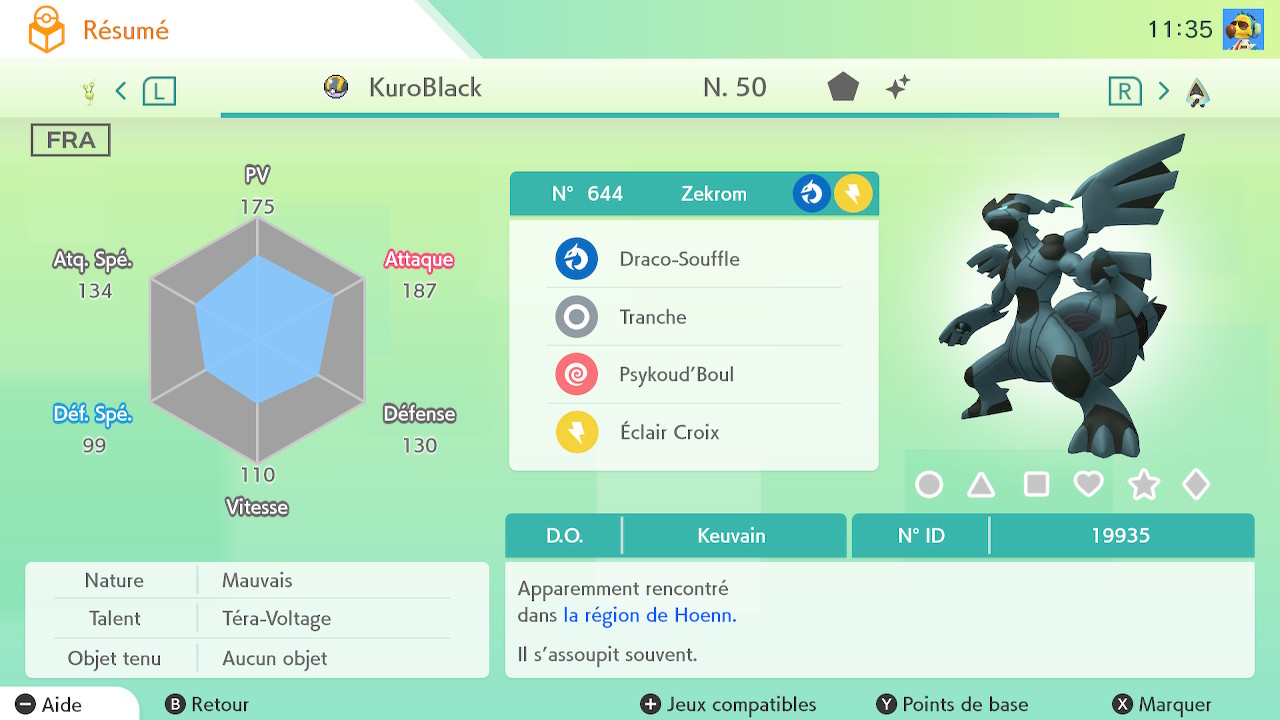 Résumé
11:35
L
KuroBlack
N. 50
R
FRA
PV
175
Atq. Spé.
134
Attaque
187
Déf. Spé.
99
Défense
130
110
Vitesse
N° 644 Zekrom
Draco-Souffle
Tranche
Psykoud'Boul
Éclair Croix
D.O. Keuvain
N° ID 19935
Nature Mauvais
Talent Téra-Voltage
Objet tenu Aucun objet
Apparemment rencontré
dans la région de Hoenn.
Il s'assoupit souvent.
Aide
B Retour
Jeux compatibles
Y Points de base
X Marquer